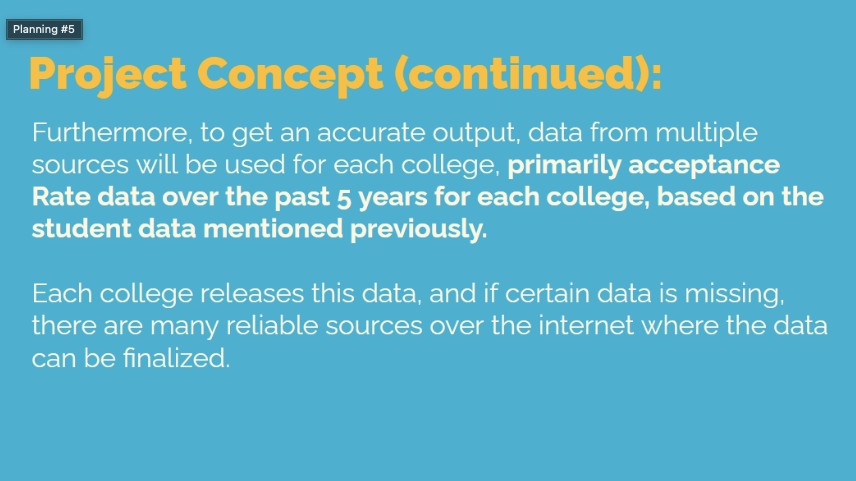 Planning #5
Project Concept (continued):
Furthermore, to get an accurate output, data from multiple
sources will be used for each college, primarily acceptance
Rate data over the past 5 years for each college, based on the
student data mentioned previously.
Each college releases this data, and if certain data is missing,
there are many reliable sources over the internet where the data
can be finalized.